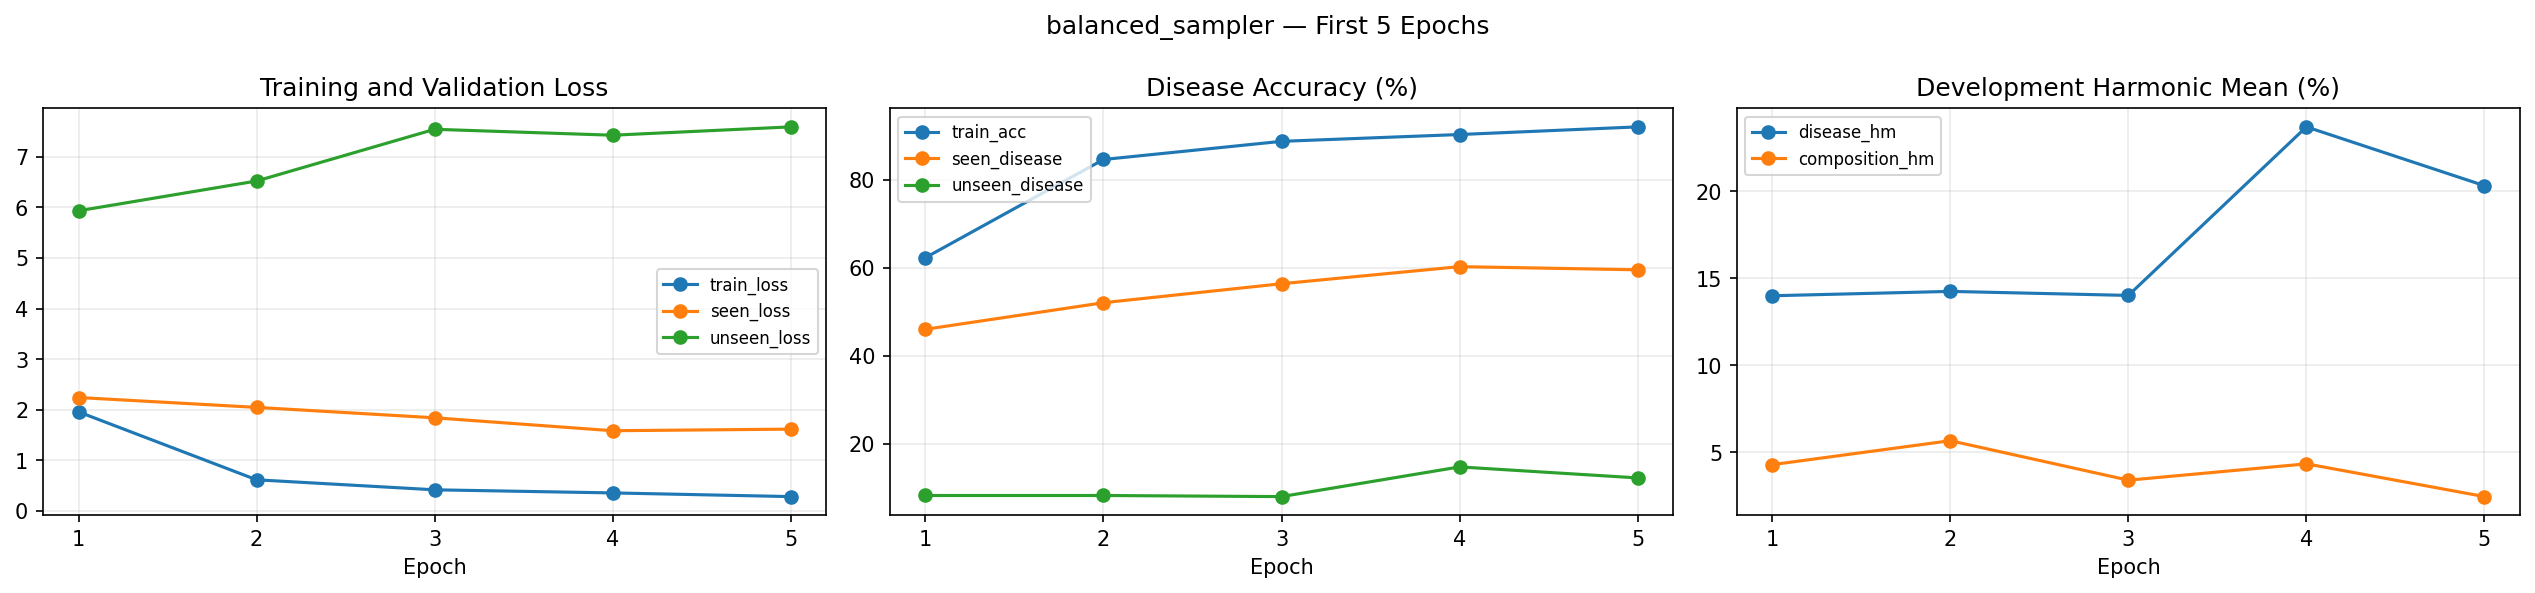 balanced_sampler — First 5 Epochs
Training and Validation Loss
7
6
5
4
3
2
1
0
train_loss
seen_loss
unseen_loss
1 2 3 4 5
Epoch
Disease Accuracy (%)
train_acc
seen_disease
unseen_disease
80
60
40
20
1 2 3 4 5
Epoch
Development Harmonic Mean (%)
disease_hm
composition_hm
20
15
10
5
1 2 3 4 5
Epoch